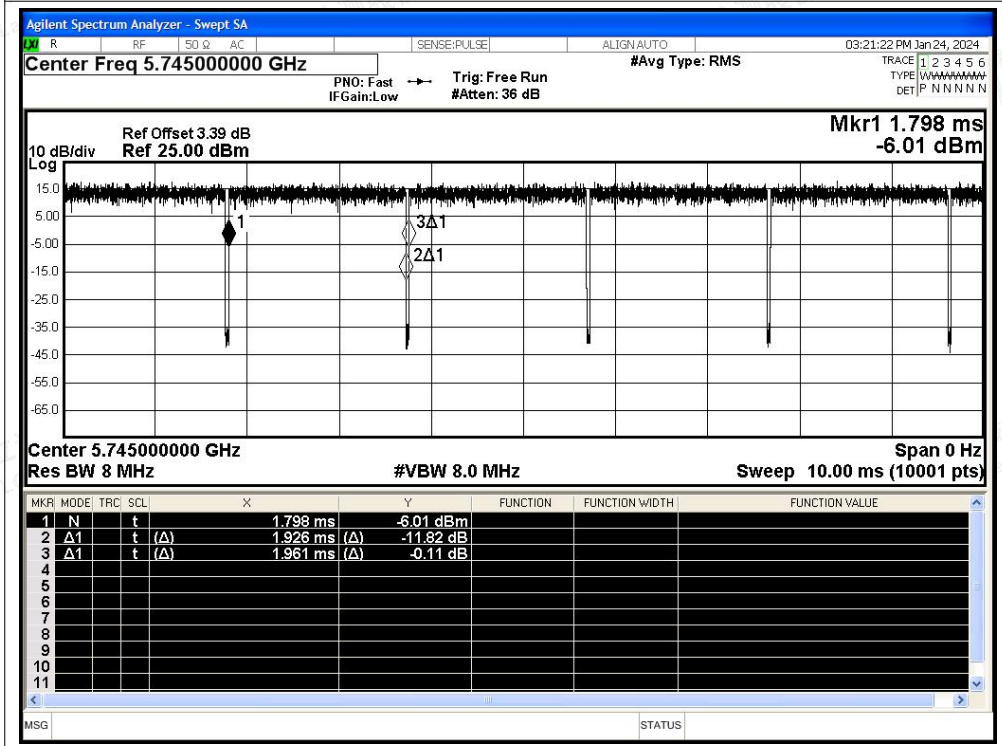 Agilent Spectrum Analyzer - Swept SA
LXI R RF 50 Ω AC SENSE:PULSE ALIGN AUTO 03:21:22 PM Jan 24, 2024
Center Freq 5.745000000 GHz
PNO: Fast
IFGain:Low
Trig: Free Run
#Atten: 36 dB
#Avg Type: RMS
TRACE 1 2 3 4 5 6
TYPE
DET P N N N N N
Mkr1 1.798 ms
-6.01 dBm
Ref Offset 3.39 dB
10 dB/div Ref 25.00 dBm
Log
15.0
5.00
-5.00
-15.0
-25.0
-35.0
-45.0
-55.0
-65.0
1
3Δ1
2Δ1
Center 5.745000000 GHz Span 0 Hz
Res BW 8 MHz #VBW 8.0 MHz Sweep 10.00 ms (10001 pts)
MKR MODE TRC SCL X Y FUNCTION FUNCTION WIDTH FUNCTION VALUE
1 N t 1.798 ms -6.01 dBm
2 Δ1 t (Δ) 1.926 ms (Δ) -11.82 dB
3 Δ1 t (Δ) 1.961 ms (Δ) -0.11 dB
4
5
6
7
8
9
10
11
MSG STATUS